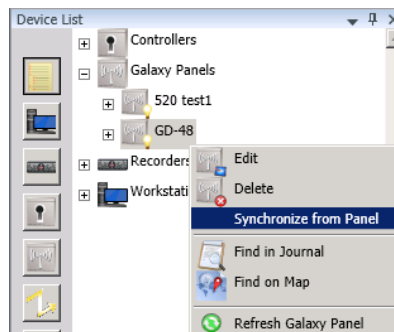 Device List
Controllers
Galaxy Panels
520 test1
GD-48
Recorders
Workstati
Edit
Delete
Synchronize from Panel
Find in Journal
Find on Map
Refresh Galaxy Panel